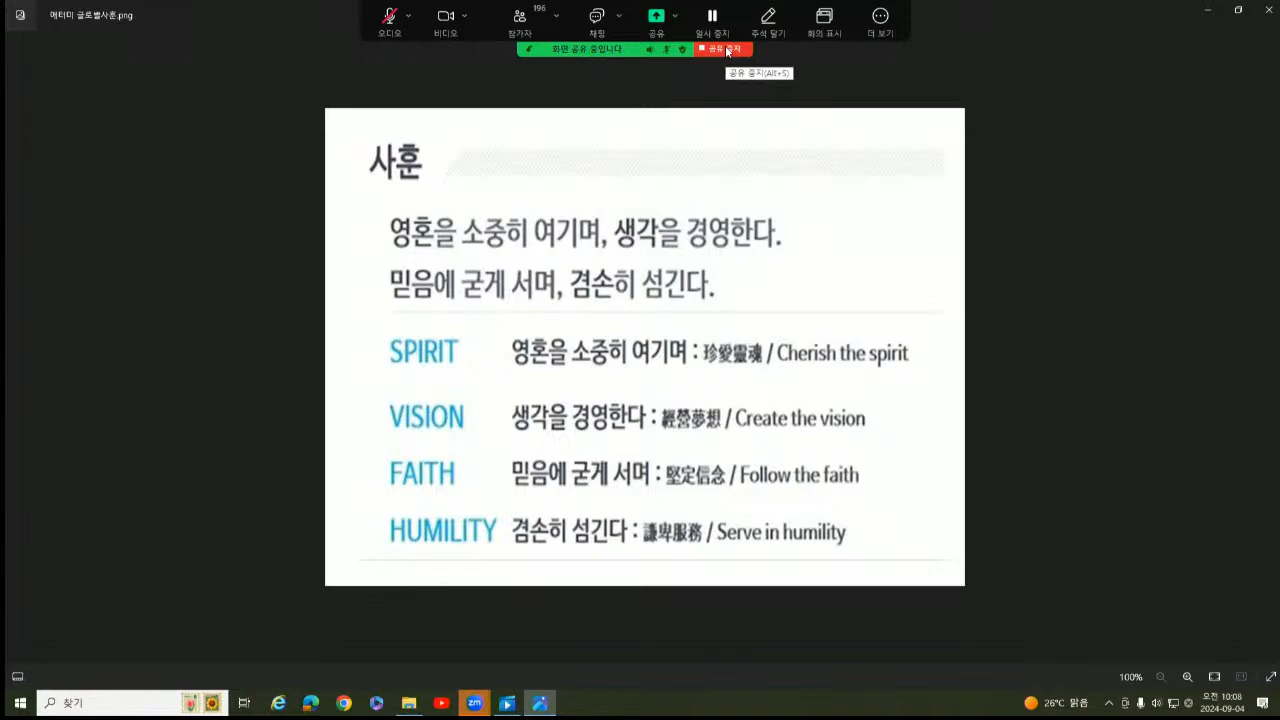 애터미 글로벌사훈.png
196
오디오
비디오
참가자
채팅
공유
일시 중지
주석 달기
회의 표시
더 보기
화면 공유 중입니다
공유 중지
공유 중지(Alt+S)
사훈
영혼을 소중히 여기며, 생각을 경영한다.
믿음에 굳게 서며, 겸손히 섬긴다.
SPIRIT 영혼을 소중히 여기며 : 珍愛靈魂 / Cherish the spirit
VISION 생각을 경영한다 : 經營夢想 / Create the vision
FAITH 믿음에 굳게 서며 : 堅定信念 / Follow the faith
HUMILITY 겸손히 섬긴다 : 謙卑服務 / Serve in humility
100%
찾기
zm
26°C 맑음
오전 10:08
2024-09-04